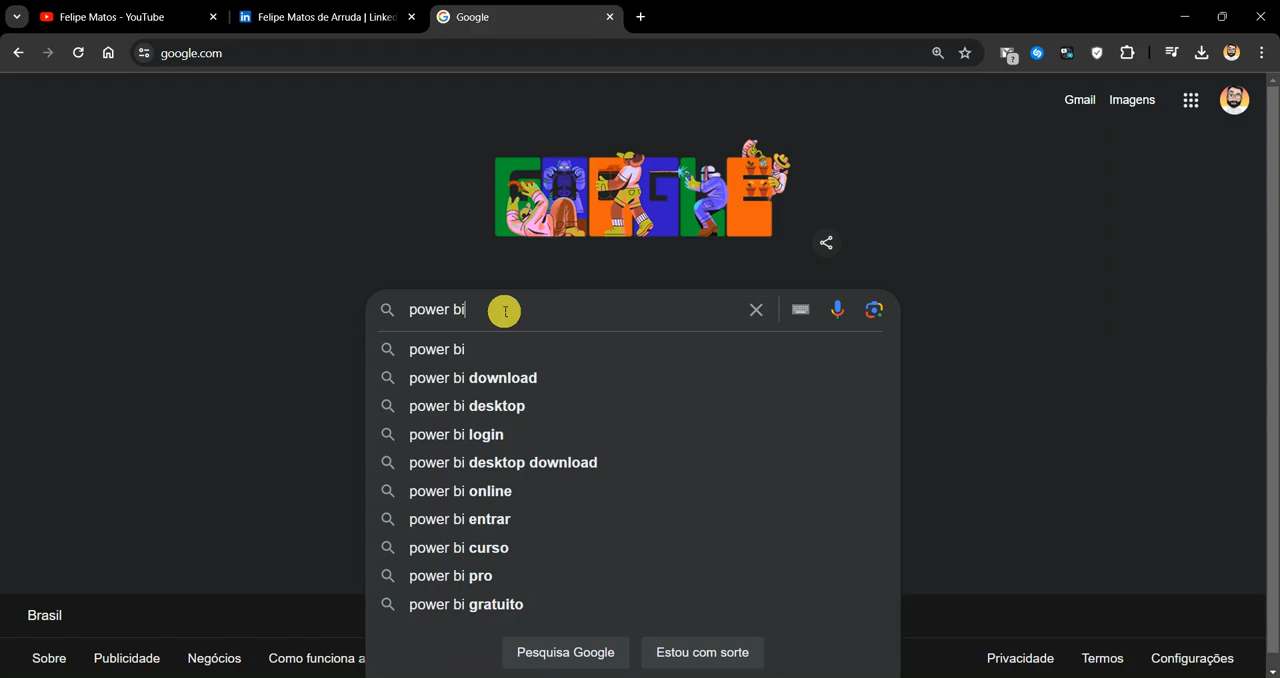 Felipe Matos - YouTube
Felipe Matos de Arruda | Linke
Google
google.com
?
Gmail Imagens
GOOGLE
power bi
power bi
power bi download
power bi desktop
power bi login
power bi desktop download
power bi online
power bi entrar
power bi curso
power bi pro
power bi gratuito
Pesquisa Google Estou com sorte
Brasil
Sobre Publicidade Negócios Como funciona a
Privacidade Termos Configurações